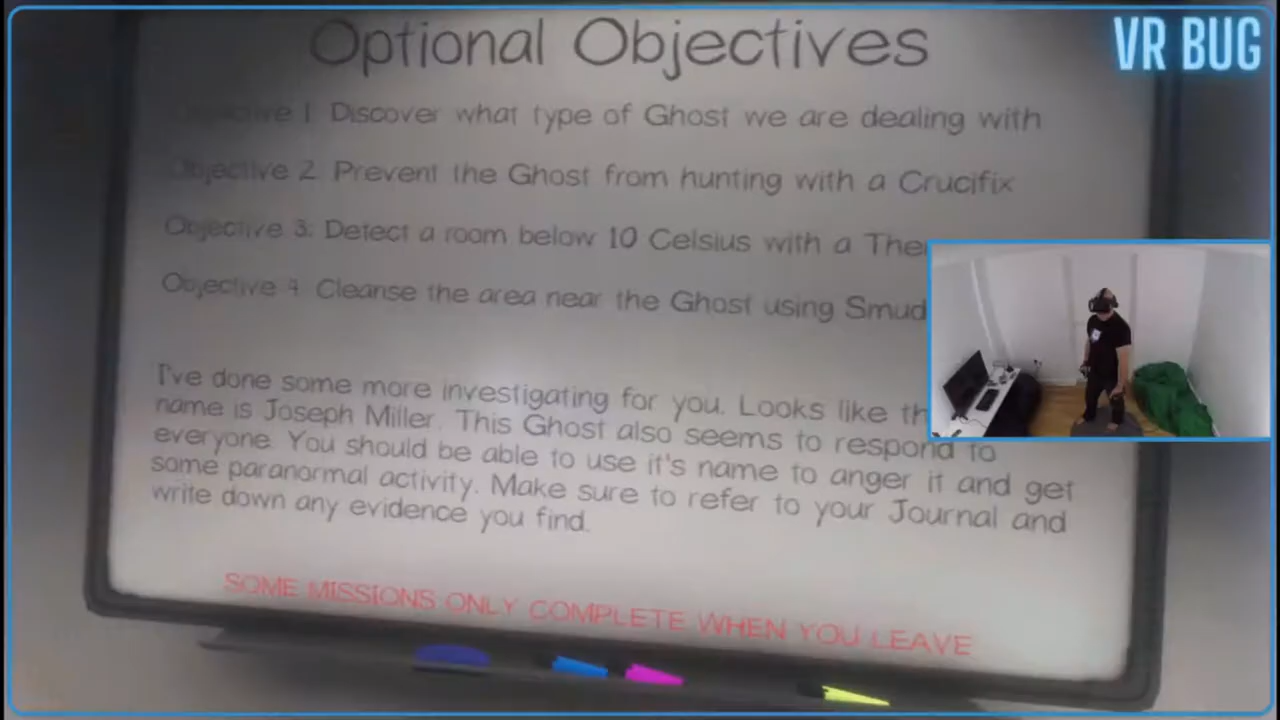 Optional Objectives
VR BUG
1 Discover what type of Ghost we are dealing with
Objective 2. Prevent the Ghost from hunting with a Crucifix
Objective 3: Detect a room below 10 Celsius with a
Objective 4. Cleanse the area near the Ghost using
I've done some more investigating for you. Looks like
name is Joseph Miller. This Ghost also seems to respond to
everyone. You should be able to use it's name to anger it and get
some paranormal activity. Make sure to refer to your Journal and
write down any evidence you find.
SOME MISSIONS ONLY COMPLETE WHEN YOU LEAVE